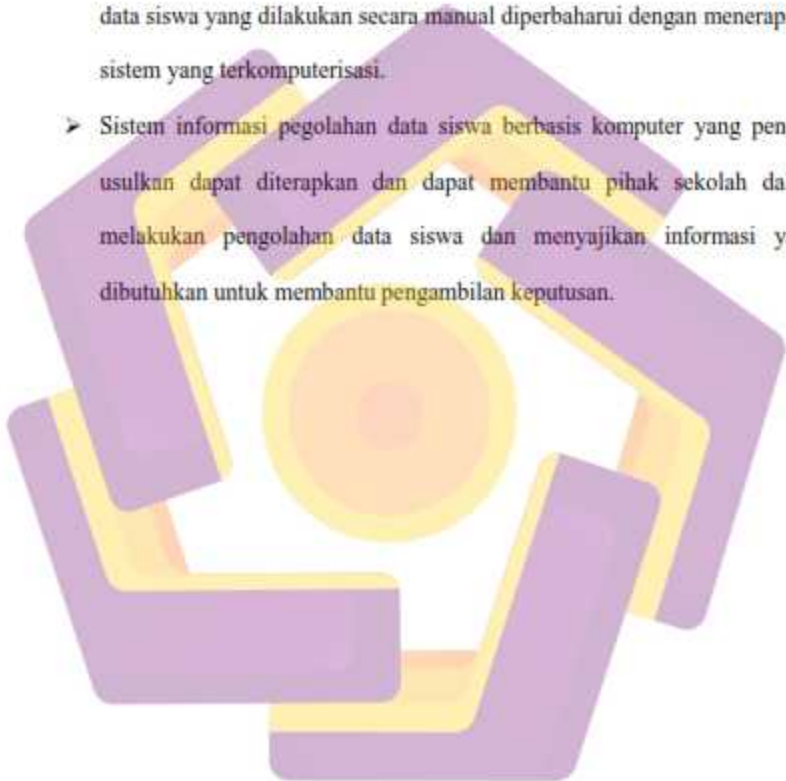 data siswa yang dilakukan secara manual diperbaharui dengan menerap
sistem yang terkomputerisasi.
➤ Sistem informasi pegolahan data siswa berbasis komputer yang pen
usulkan dapat diterapkan dan dapat membantu pihak sekolah da
melakukan pengolahan data siswa dan menyajikan informasi y
dibutuhkan untuk membantu pengambilan keputusan.